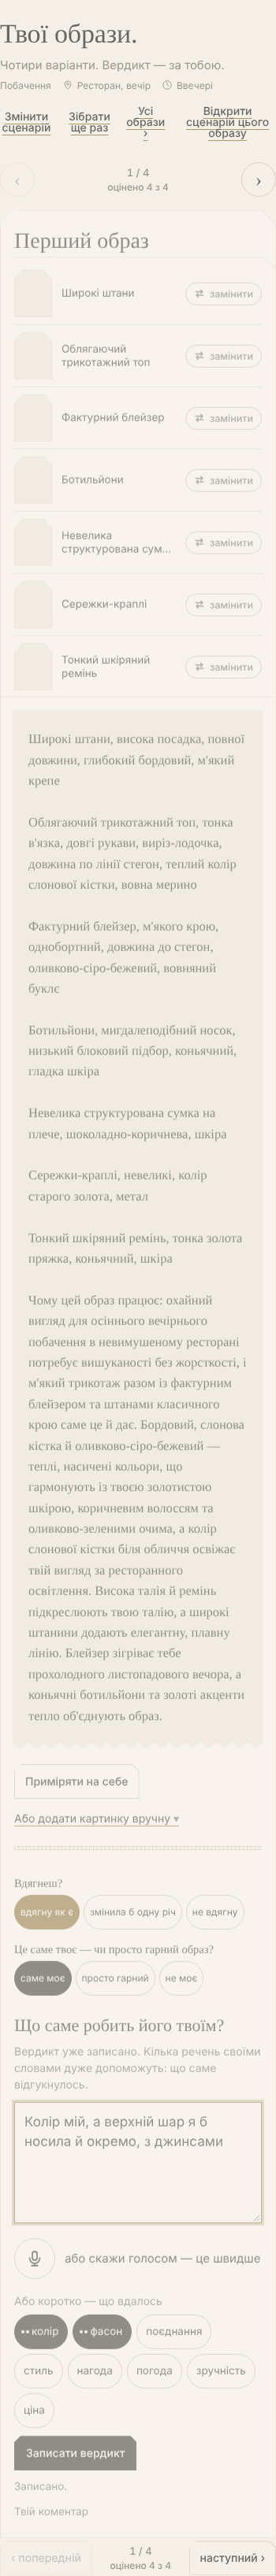 Твої образи.
Чотири варіанти. Вердикт — за тобою.
Побачення Ресторан, вечір Ввечері
Змінити
сценарій
Зібрати
ще раз
Усі
образи
›
Відкрити
сценарій цього
образу
‹
1 / 4
оцінено 4 з 4
›
Перший образ
Широкі штани
замінити
Облягаючий
трикотажний топ
замінити
Фактурний блейзер
замінити
Ботильйони
замінити
Невелика
структурована сум...
замінити
Сережки-краплі
замінити
Тонкий шкіряний
ремінь
замінити
Широкі штани, висока посадка, повної
довжини, глибокий бордовий, м'який
крепе
Облягаючий трикотажний топ, тонка
в'язка, довгі рукави, виріз-лодочка,
довжина по лінії стегон, теплий колір
слонової кістки, вовна мерино
Фактурний блейзер, м'якого крою,
однобортний, довжина до стегон,
оливково-сіро-бежевий, вовняний
буклє
Ботильйони, мигдалеподібний носок,
низький блоковий підбор, коньячний,
гладка шкіра
Невелика структурована сумка на
плече, шоколадно-коричнева, шкіра
Сережки-краплі, невеликі, колір
старого золота, метал
Тонкий шкіряний ремінь, тонка золота
пряжка, коньячний, шкіра
Чому цей образ працює: охайний
вигляд для осіннього вечірнього
побачення в невимушеному ресторані
потребує вишуканості без жорсткості, і
м'який трикотаж разом із фактурним
блейзером та штанами класичного
крою саме це й дає. Бордовий, слонова
кістка й оливково-сіро-бежевий —
теплі, насичені кольори, що
гармонюють із твоєю золотистою
шкірою, коричневим волоссям та
оливково-зеленими очима, а колір
слонової кістки біля обличчя освіжає
твій вигляд за ресторанного
освітлення. Висока талія й ремінь
підкреслюють твою талію, а широкі
штанини додають елегантну, плавну
лінію. Блейзер зігріває тебе
прохолодного листопадового вечора, а
коньячні ботильйони та золоті акценти
тепло об'єднують образ.
Приміряти на себе
Або додати картинку вручну ▾
Вдягнеш?
вдягну як є
змінила б одну річ
не вдягну
Це саме твоє — чи просто гарний образ?
саме моє
просто гарний
не моє
Що саме робить його твоїм?
Вердикт уже записано. Кілька речень своїми
словами дуже допоможуть: що саме
відгукнулось.
Колір мій, а верхній шар я б
носила й окремо, з джинсами
або скажи голосом — це швидше
Або коротко — що вдалось
•• колір
•• фасон
поєднання
стиль
нагода
погода
зручність
ціна
Записати вердикт
Записано.
Твій коментар
‹ попередній
1 / 4
оцінено 4 з 4
наступний ›